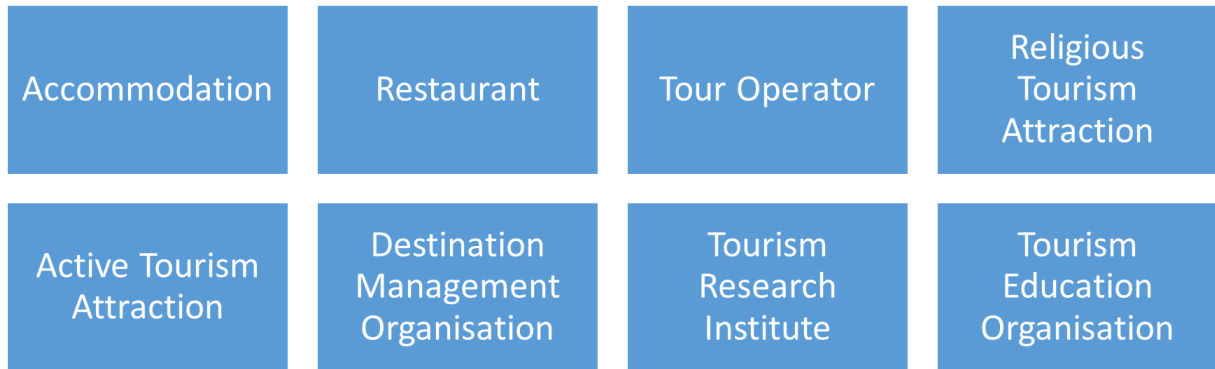 Accommodation
Restaurant
Tour Operator
Religious
Tourism
Attraction
Active Tourism
Attraction
Destination
Management
Organisation
Tourism
Research
Institute
Tourism
Education
Organisation